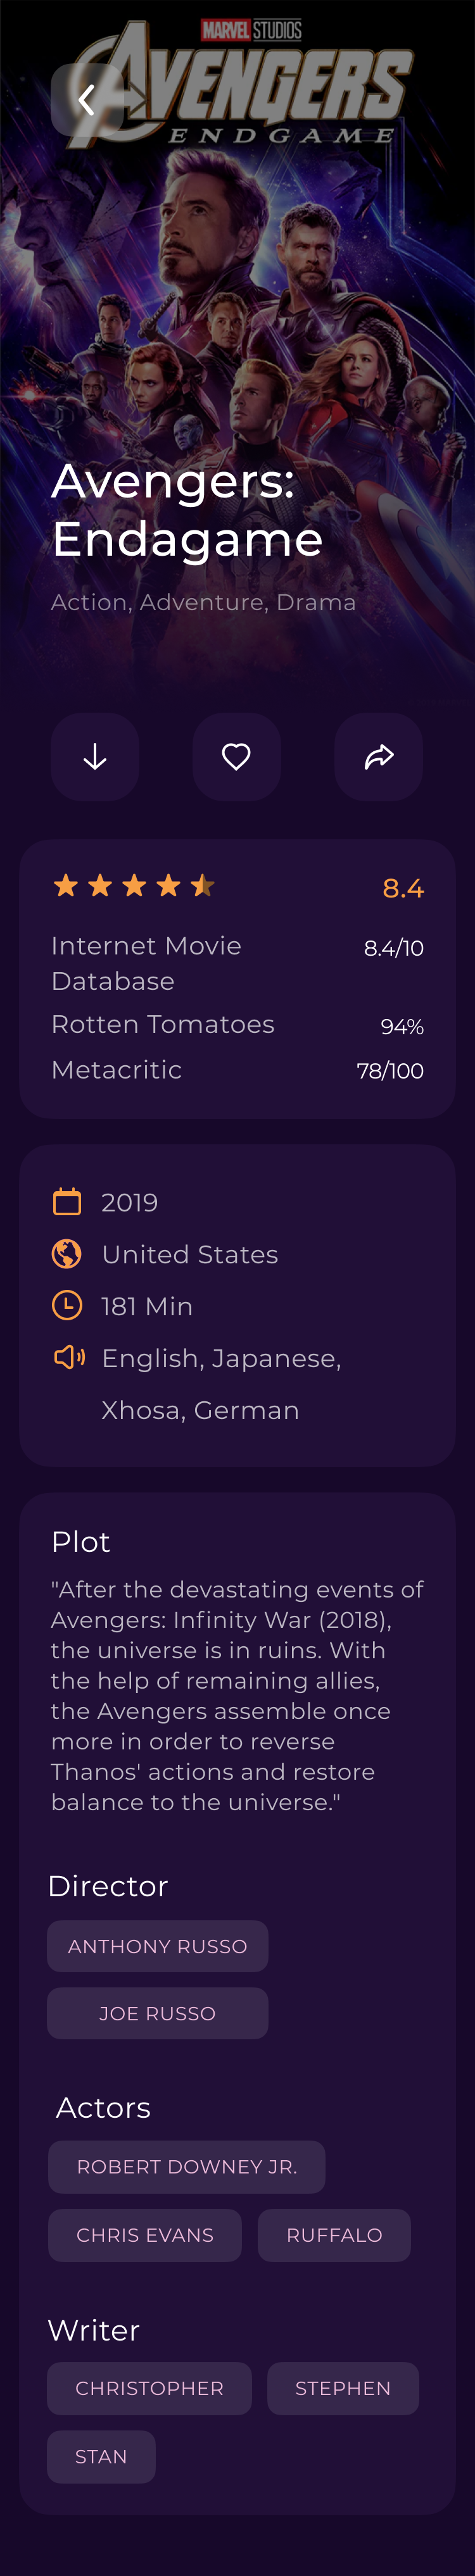 MARVEL STUDIOS
AVENGERS
ENDGAME
Avengers:
Endagame
Action, Adventure, Drama
8.4
Internet Movie
Database
8.4/10
Rotten Tomatoes
94%
Metacritic
78/100
2019
United States
181 Min
English, Japanese,
Xhosa, German
Plot
"After the devastating events of
Avengers: Infinity War (2018),
the universe is in ruins. With
the help of remaining allies,
the Avengers assemble once
more in order to reverse
Thanos' actions and restore
balance to the universe."
Director
ANTHONY RUSSO
JOE RUSSO
Actors
ROBERT DOWNEY JR.
CHRIS EVANS
RUFFALO
Writer
CHRISTOPHER
STEPHEN
STAN